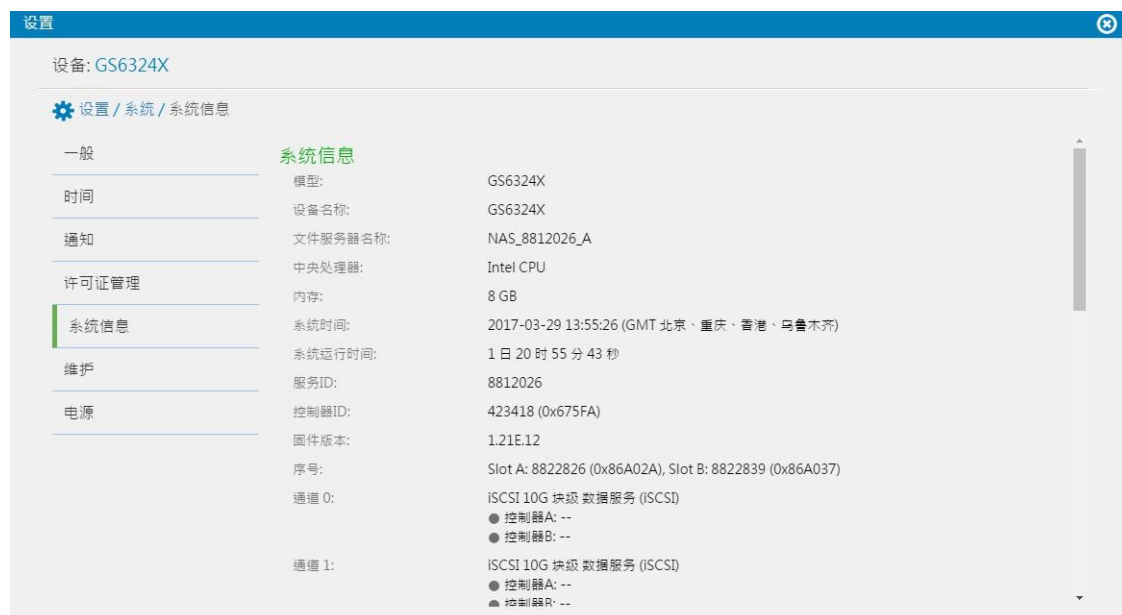 设置
设备: GS6324X
设置 / 系统 / 系统信息
一般
时间
通知
许可证管理
系统信息
维护
电源
系统信息
模型: GS6324X
设备名称: GS6324X
文件服务器名称: NAS_8812026_A
中央处理器: Intel CPU
内存: 8 GB
系统时间: 2017-03-29 13:55:26 (GMT 北京、重庆、香港、乌鲁木齐)
系统运行时间: 1 日 20 时 55 分 43 秒
服务ID: 8812026
控制器ID: 423418 (0x675FA)
固件版本: 1.21E.12
序号: Slot A: 8822826 (0x86A02A), Slot B: 8822839 (0x86A037)
通道 0: iSCSI 10G 块级 数据服务 (iSCSI)
控制器A: --
控制器B: --
通道 1: iSCSI 10G 块级 数据服务 (iSCSI)
控制器A: --
控制器B: --